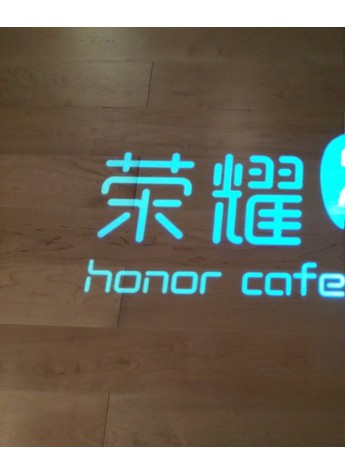 荣耀
honor cafe